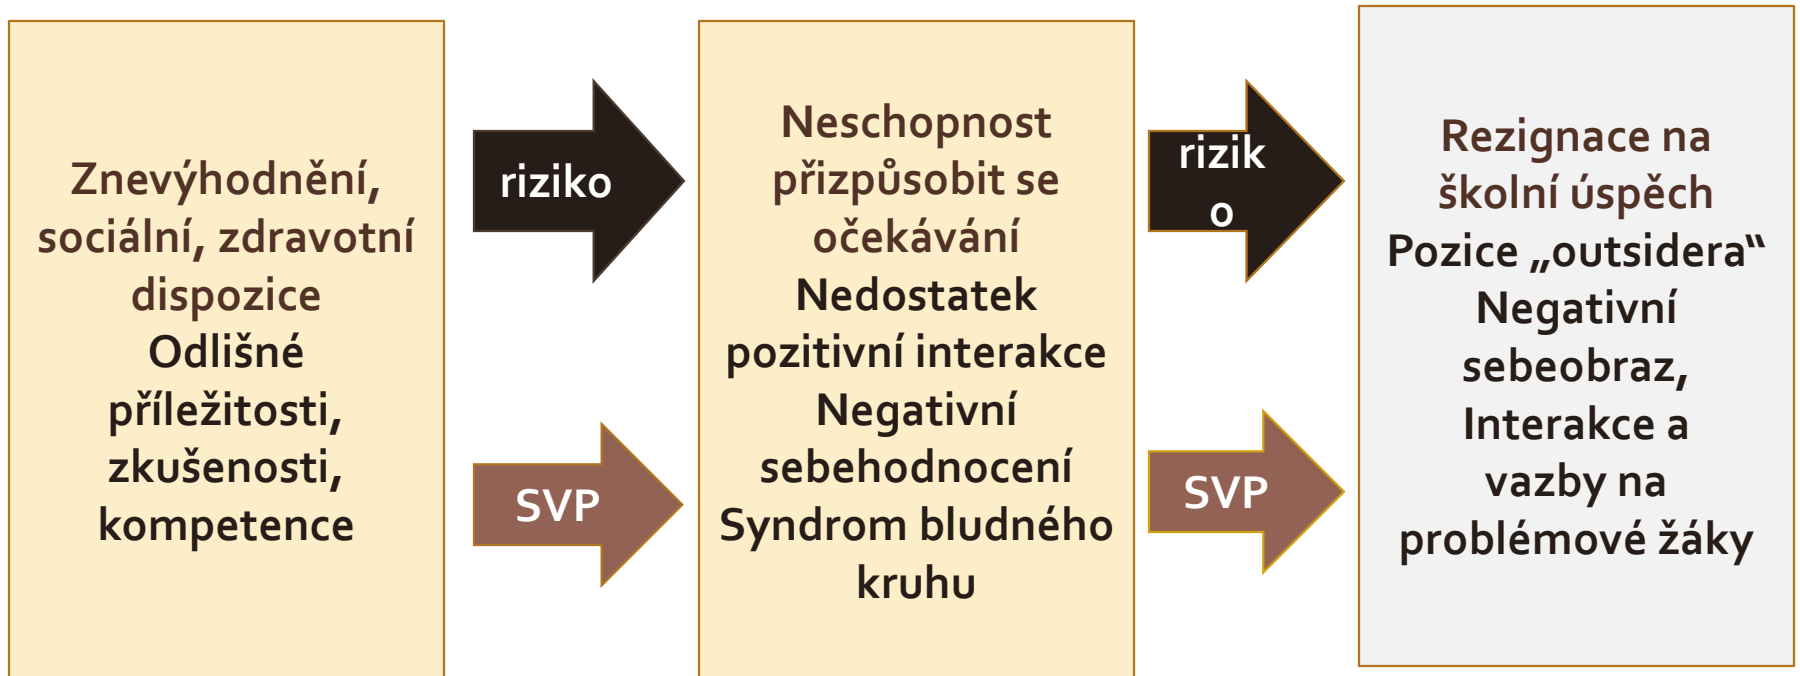 Znevýhodnění,
sociální, zdravotní
dispozice
Odlišné
příležitosti,
zkušenosti,
kompetence
riziko
SVP
Neschopnost
přizpůsobit se
očekávání
Nedostatek
pozitivní interakce
Negativní
sebehodnocení
Syndrom bludného
kruhu
rizik
o
SVP
Rezignace na
školní úspěch
Pozice „outsidera“
Negativní
sebeobraz,
Interakce a
vazby na
problémové žáky